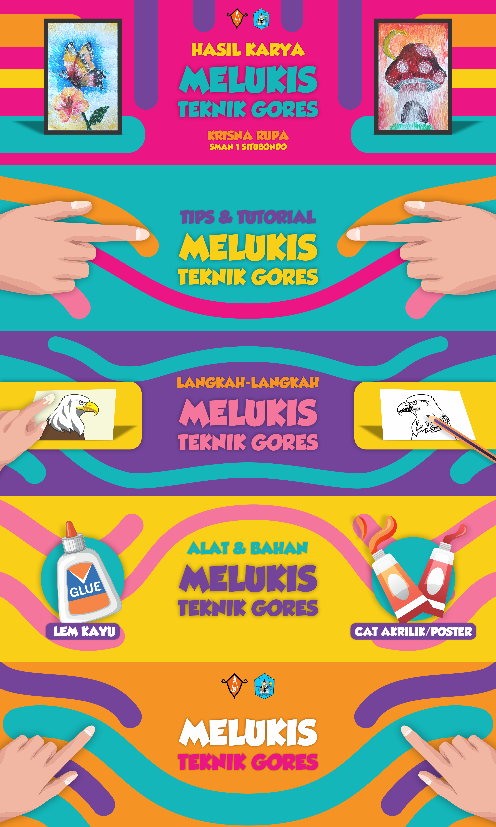 HASIL KARYA
MELUKIS
TEKNIK GORES
KRISNA RUPA
SMAN 1 SITUBONDO
TIPS & TUTORIAL
MELUKIS
TEKNIK GORES
LANGKAH-LANGKAH
MELUKIS
TEKNIK GORES
ALAT & BAHAN
MELUKIS
TEKNIK GORES
GLUE
LEM KAYU
CAT AKRILIK/POSTER
MELUKIS
TEKNIK GORES